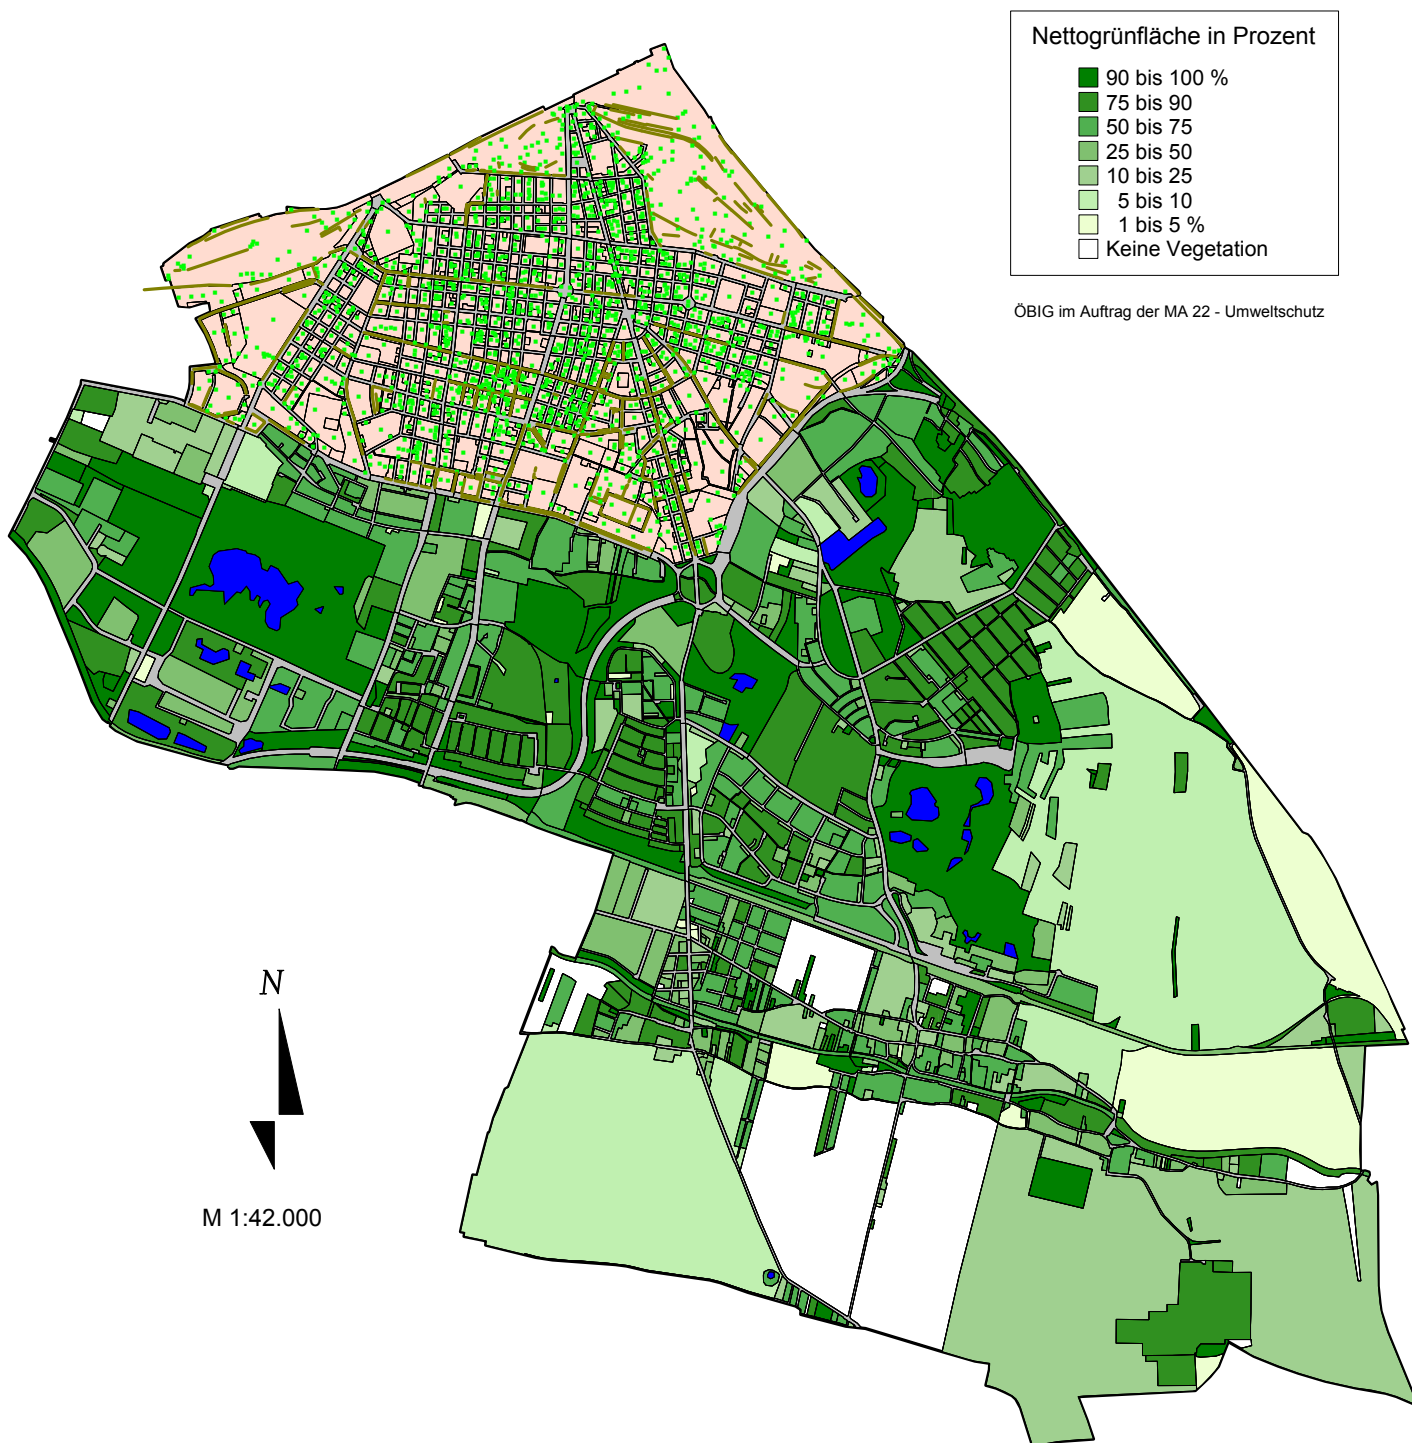 Nettogrünfläche in Prozent
90 bis 100 %
75 bis 90
50 bis 75
25 bis 50
10 bis 25
5 bis 10
1 bis 5 %
Keine Vegetation
ÖBIG im Auftrag der MA 22 - Umweltschutz
N
M 1:42.000